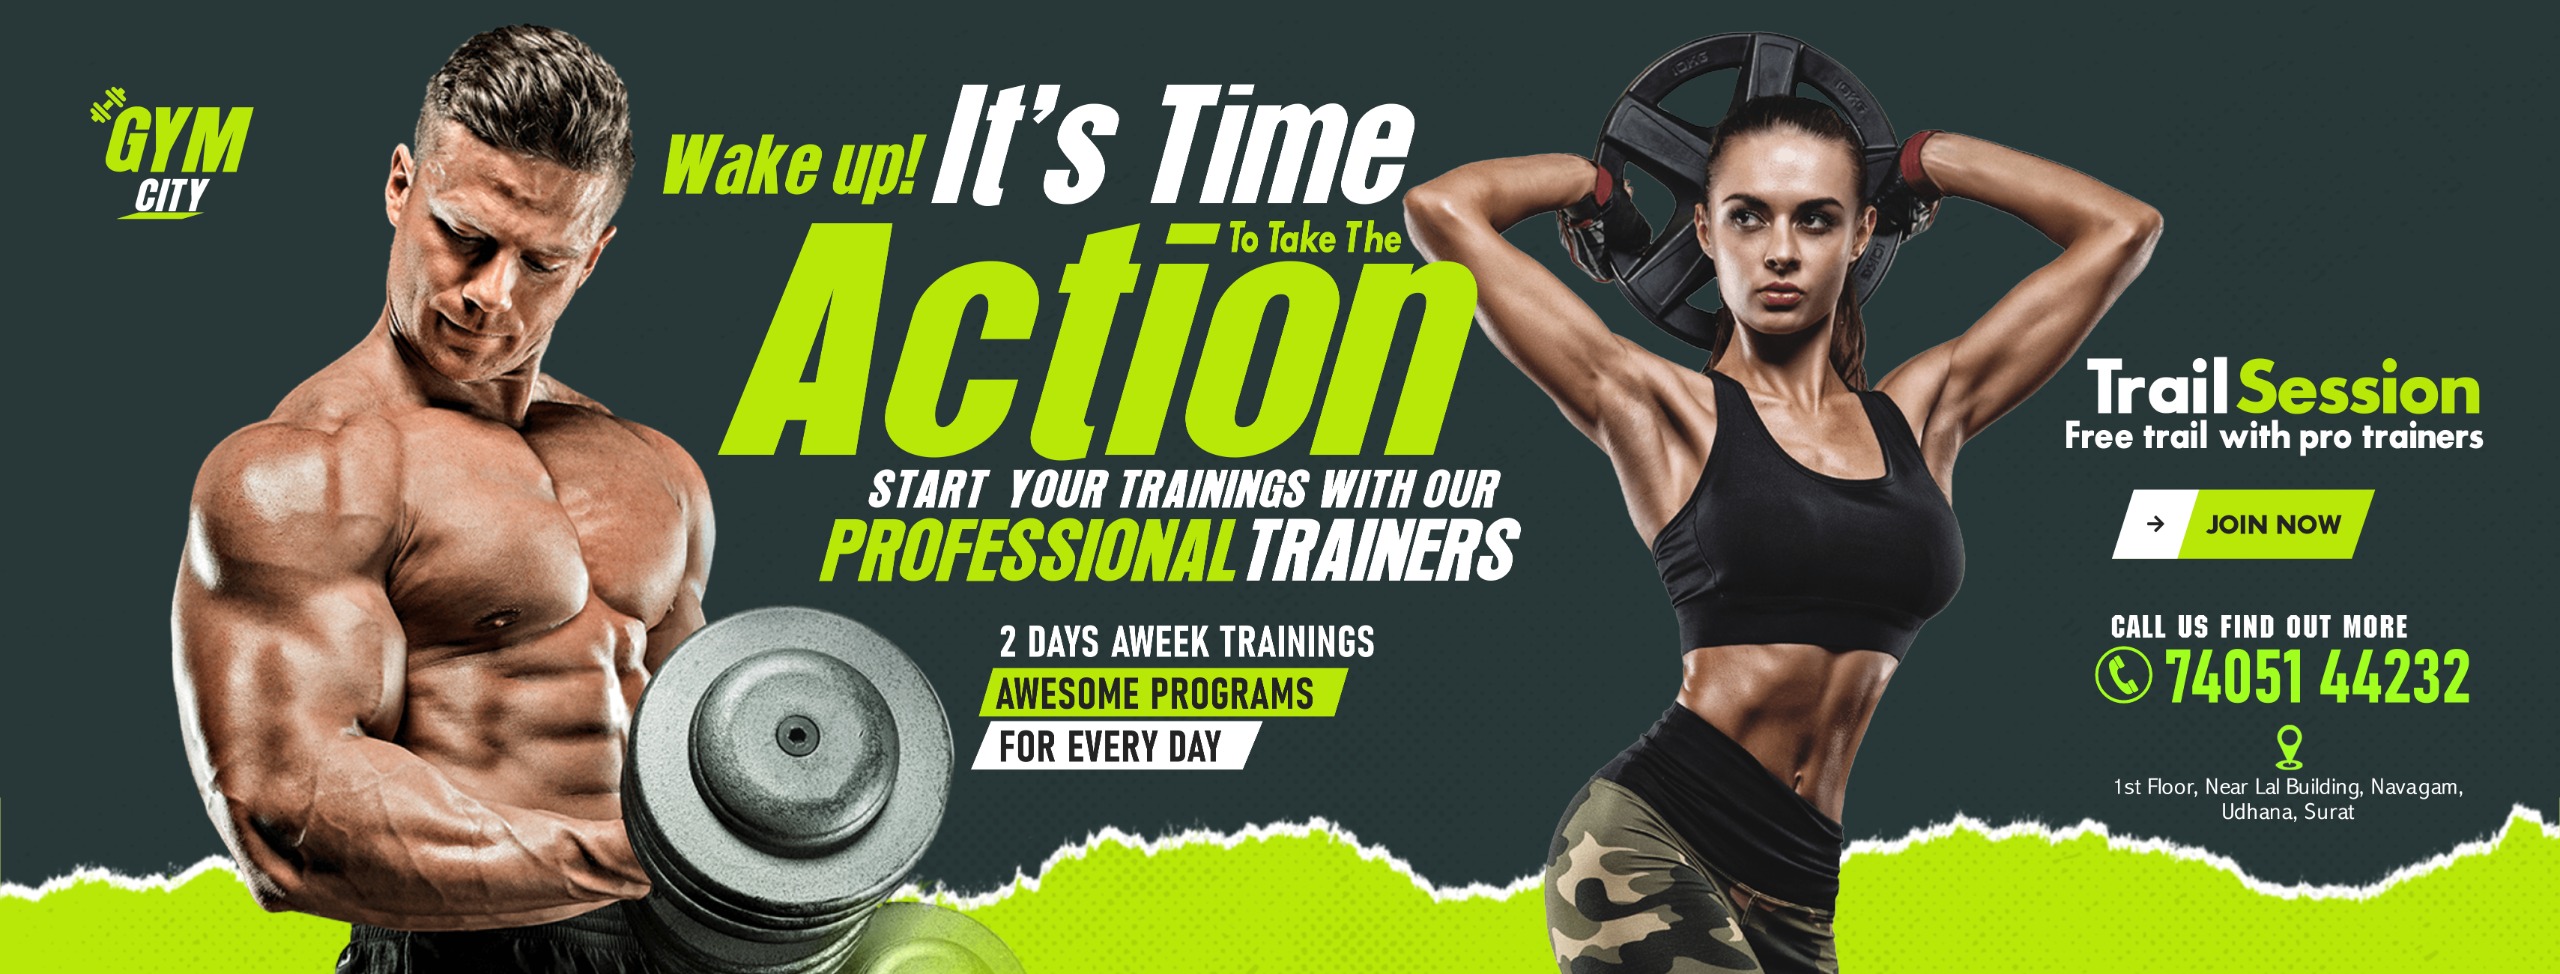 GYM
CITY
Wake up! It's Time
To Take The
Action
START YOUR TRAININGS WITH OUR
PROFESSIONAL TRAINERS
2 DAYS AWEEK TRAININGS
AWESOME PROGRAMS
FOR EVERY DAY
10KG
10KG
Trail Session
Free trail with pro trainers
→ JOIN NOW
CALL US FIND OUT MORE
74051 44232
1st Floor, Near Lal Building, Navagam,
Udhana, Surat